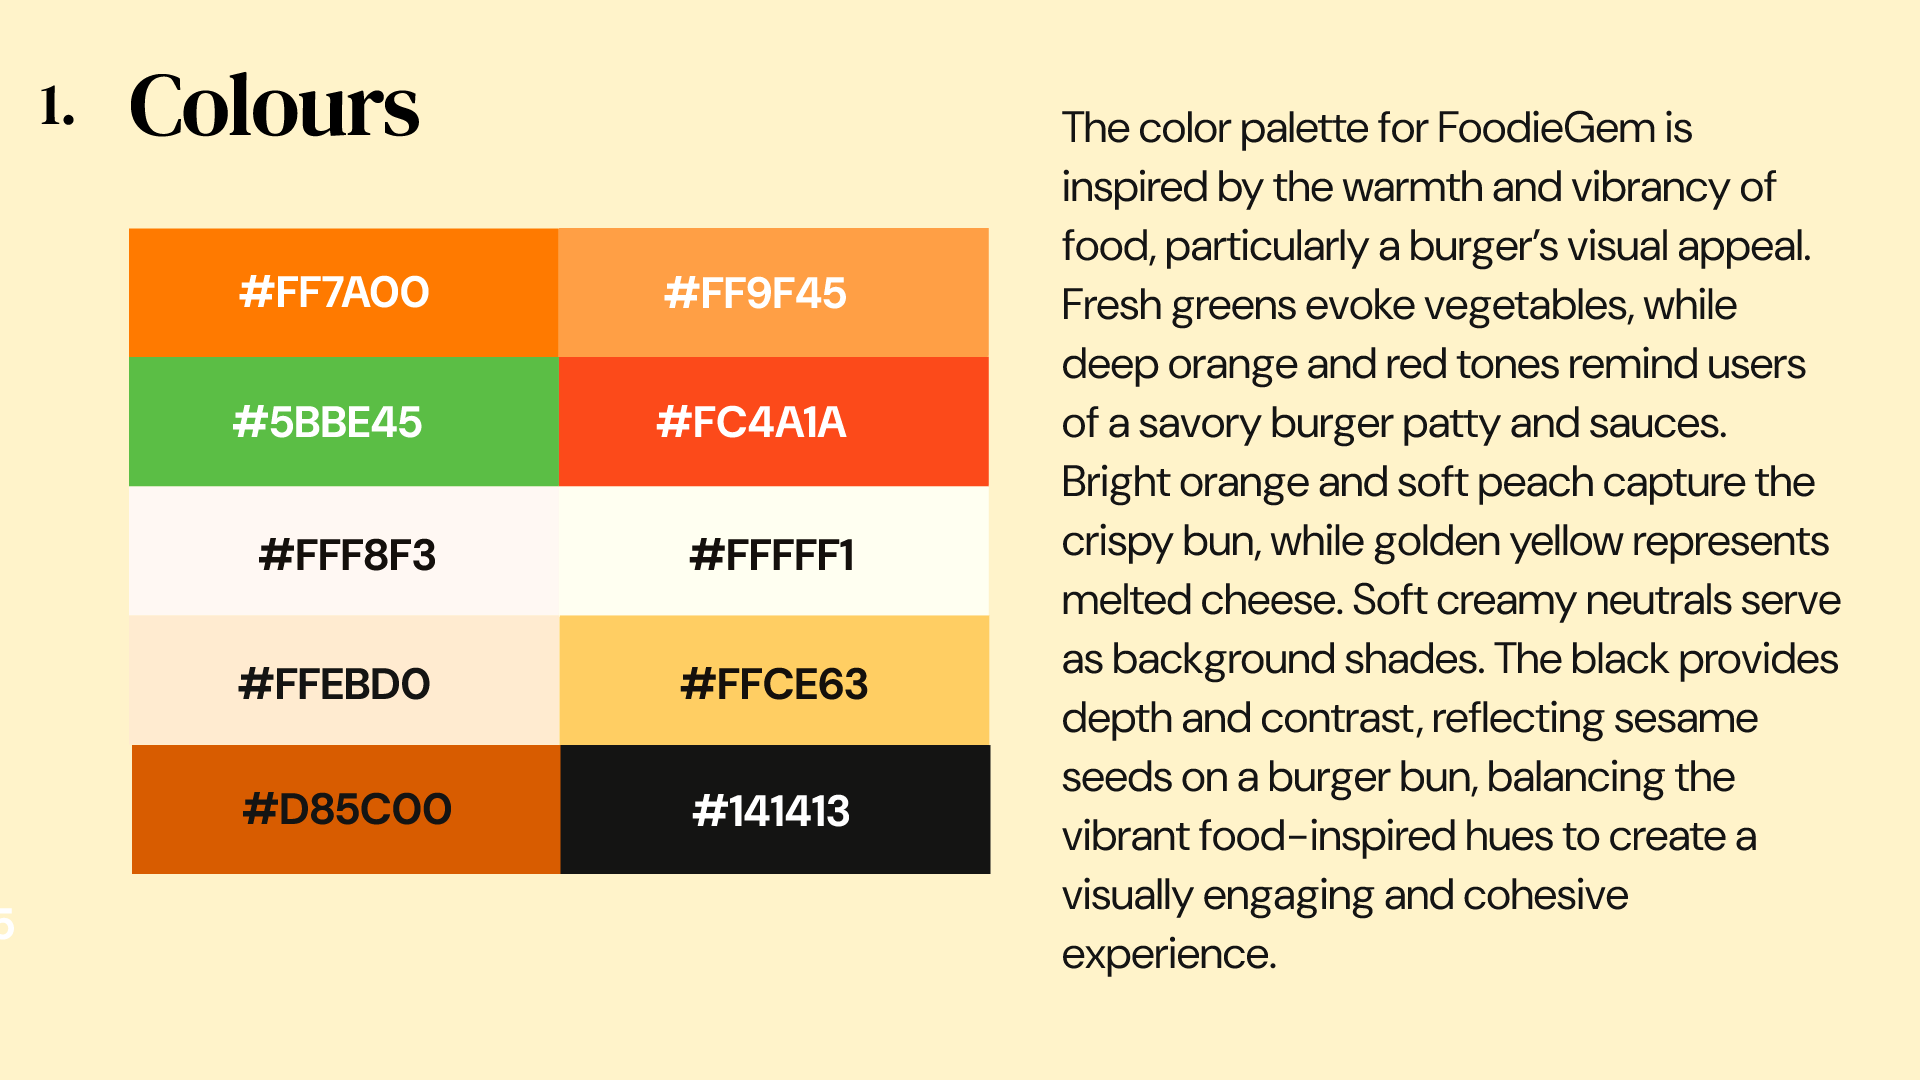 1. Colours
#FF7A00 #FF9F45
#5BBE45 #FC4A1A
#FFF8F3 #FFFFF1
#FFEBD0 #FFCE63
#D85C00 #141413
5
The color palette for FoodieGem is
inspired by the warmth and vibrancy of
food, particularly a burger’s visual appeal.
Fresh greens evoke vegetables, while
deep orange and red tones remind users
of a savory burger patty and sauces.
Bright orange and soft peach capture the
crispy bun, while golden yellow represents
melted cheese. Soft creamy neutrals serve
as background shades. The black provides
depth and contrast, reflecting sesame
seeds on a burger bun, balancing the
vibrant food-inspired hues to create a
visually engaging and cohesive
experience.